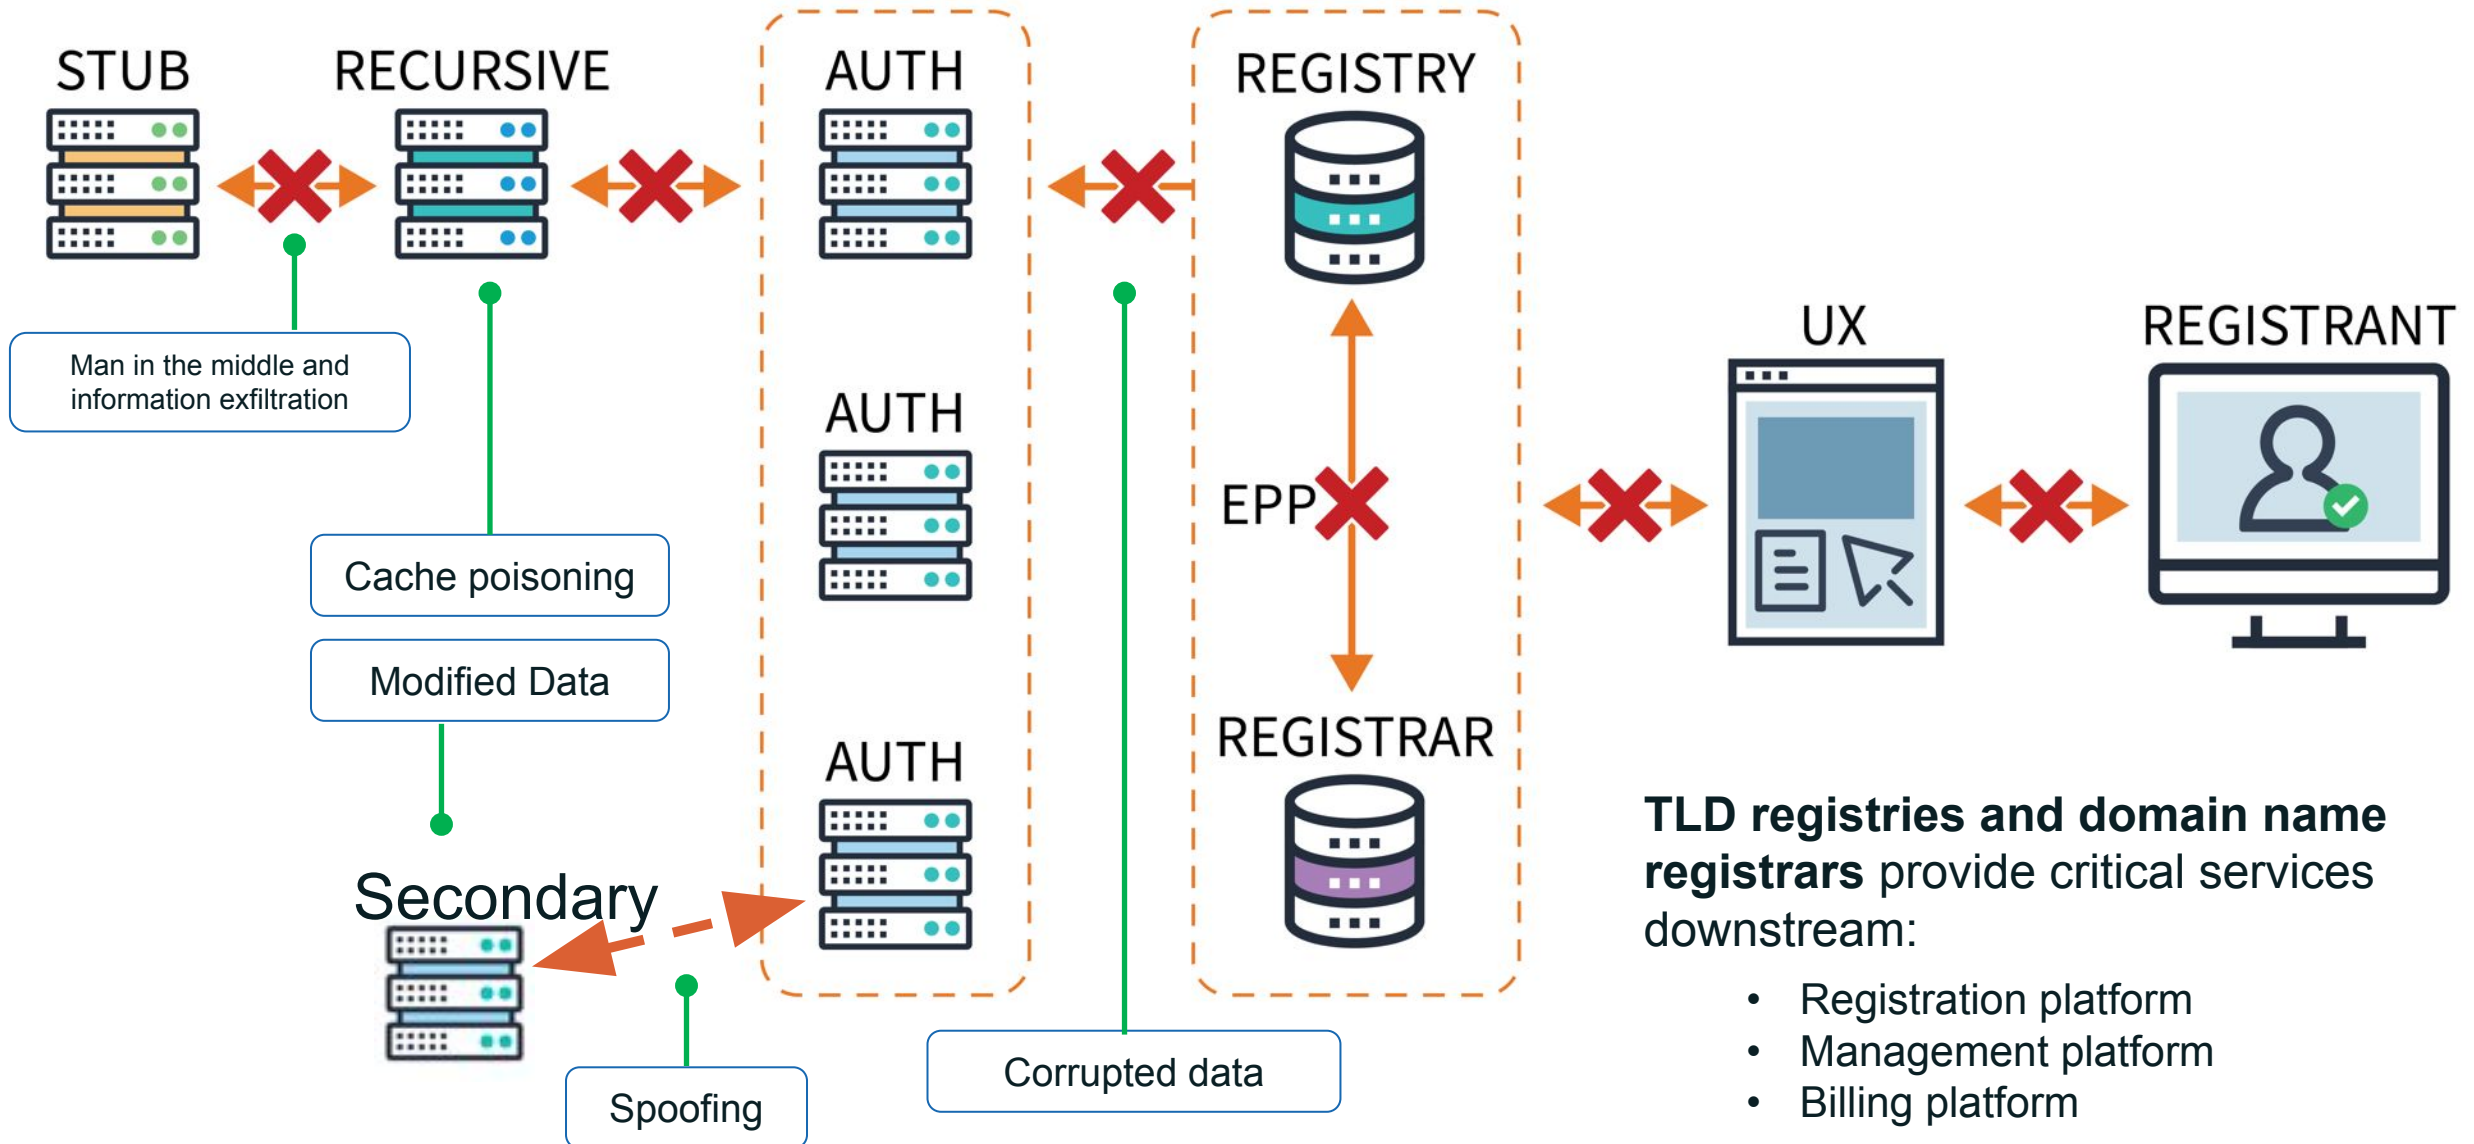 STUB
RECURSIVE
AUTH
REGISTRY
Man in the middle and
information exfiltration
UX
REGISTRANT
AUTH
EPP
Cache poisoning
Modified Data
AUTH
REGISTRAR
Secondary
TLD registries and domain name
registrars provide critical services
downstream:
• Registration platform
• Management platform
• Billing platform
Corrupted data
Spoofing